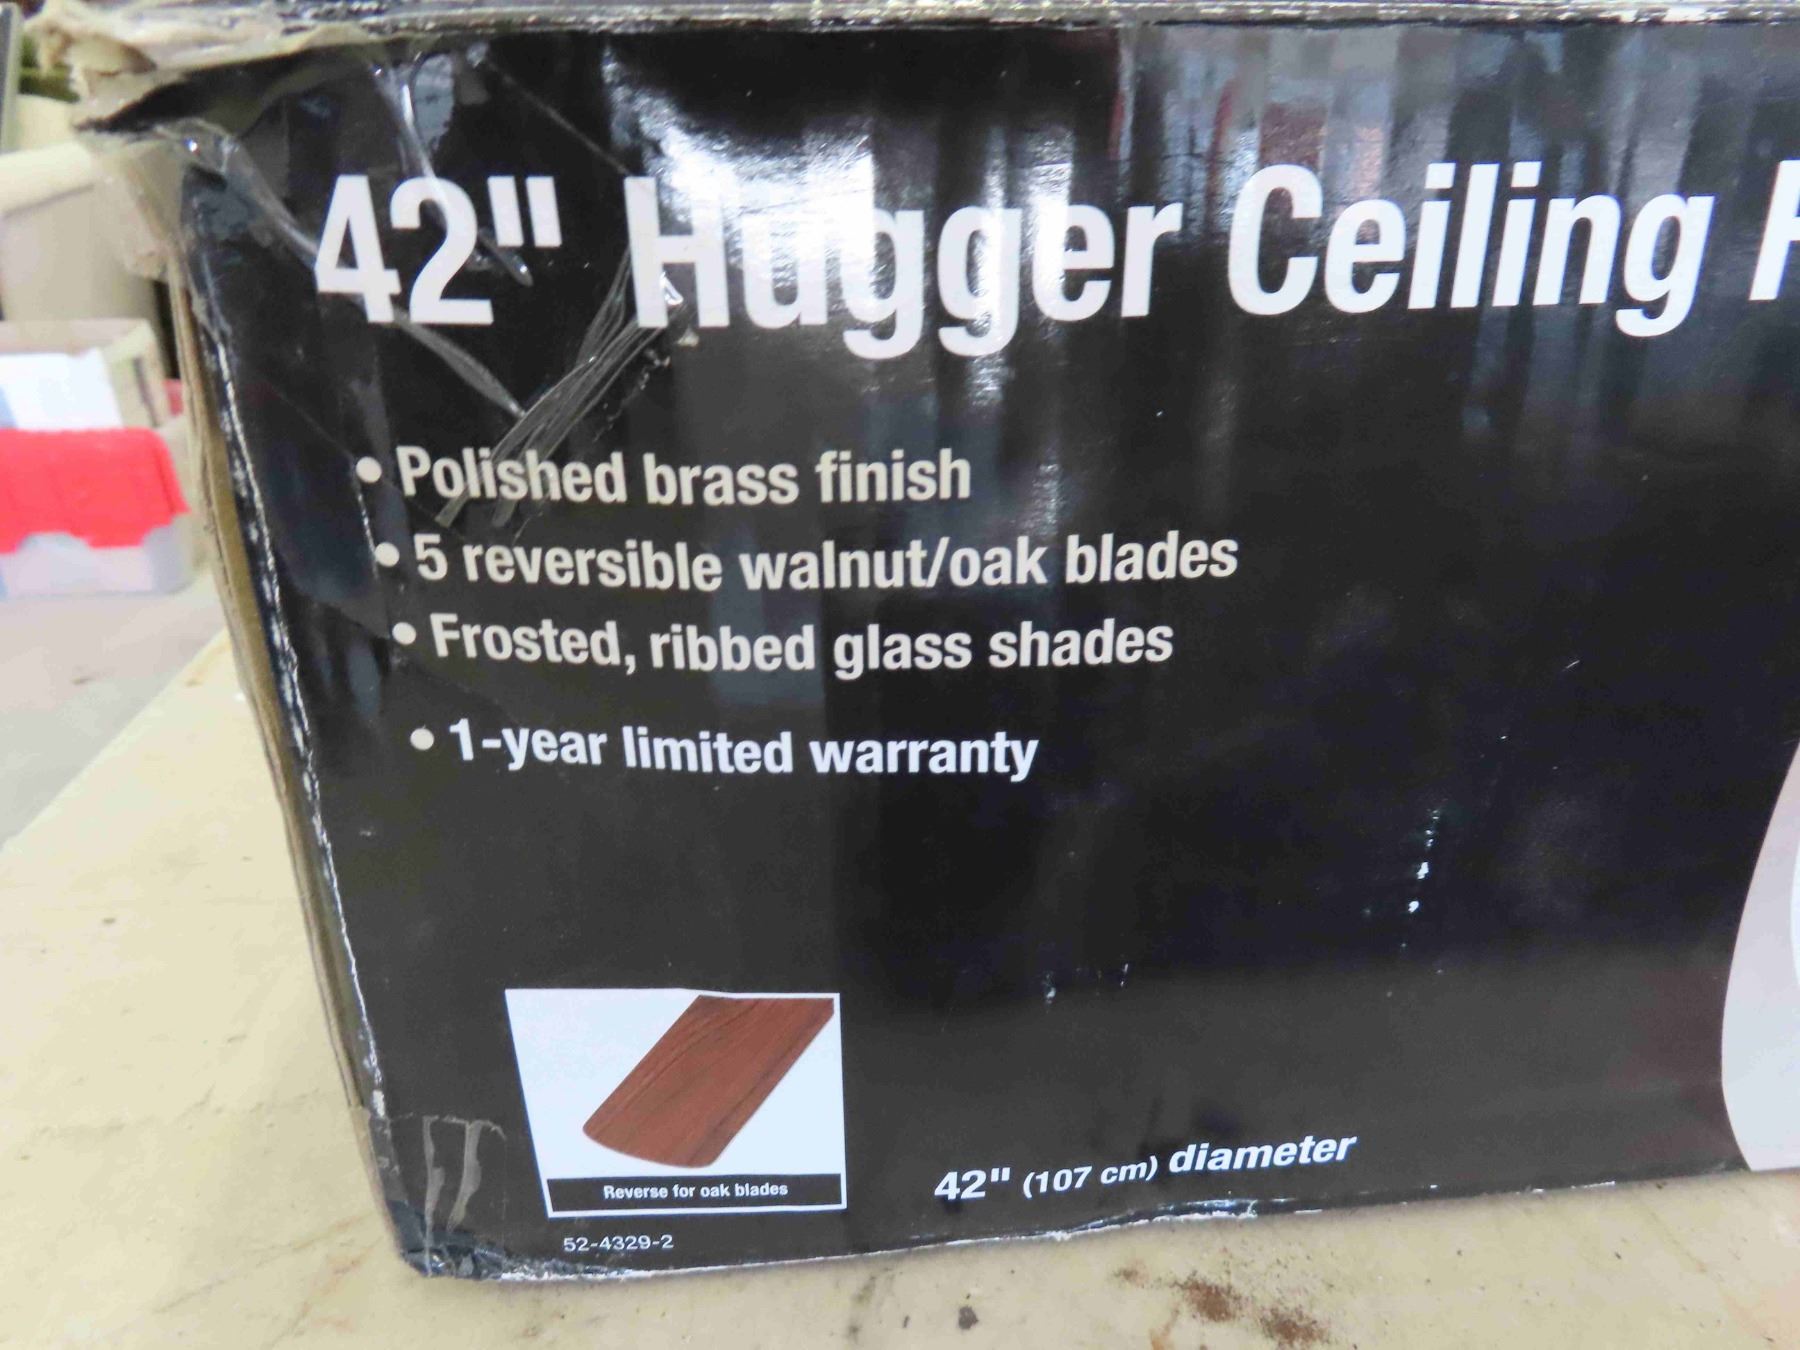 42" Hugger Ceiling
• Polished brass finish
• 5 reversible walnut/oak blades
• Frosted, ribbed glass shades
• 1-year limited warranty
Reverse for oak blades
42" (107 cm) diameter
52-4329-2